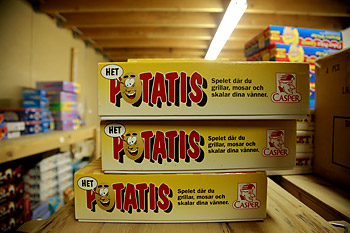 HET
POTATIS
Spelet där du
grillar, mosar och
skalar dina vänner.
CASPER
HET
POTATIS
Spelet där du
grillar, mosar och
skalar dina vänner.
CASPER
HET
POTATIS
Spelet där du
grillar, mosar och
skalar dina vänner.
CASPER